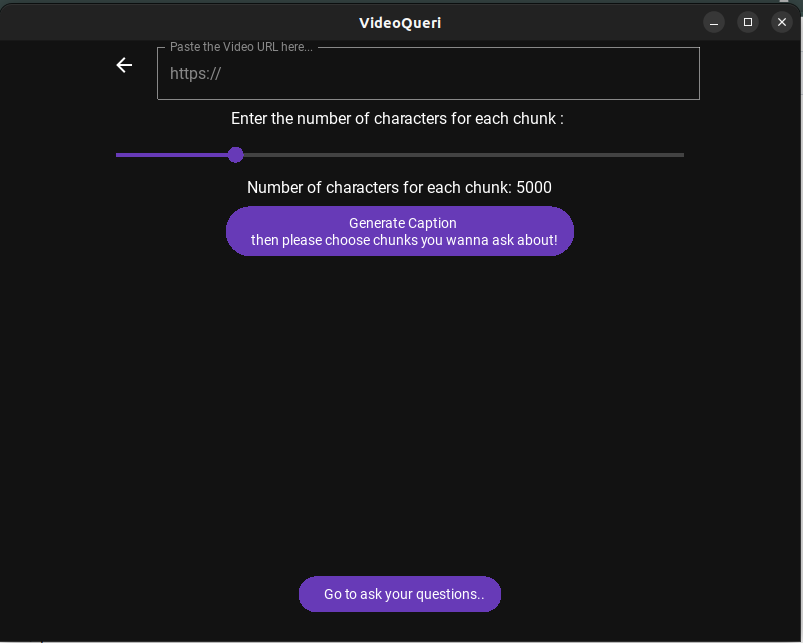 VideoQueri
Paste the Video URL here...
https://
Enter the number of characters for each chunk :
Number of characters for each chunk: 5000
Generate Caption
then please choose chunks you wanna ask about!
Go to ask your questions..